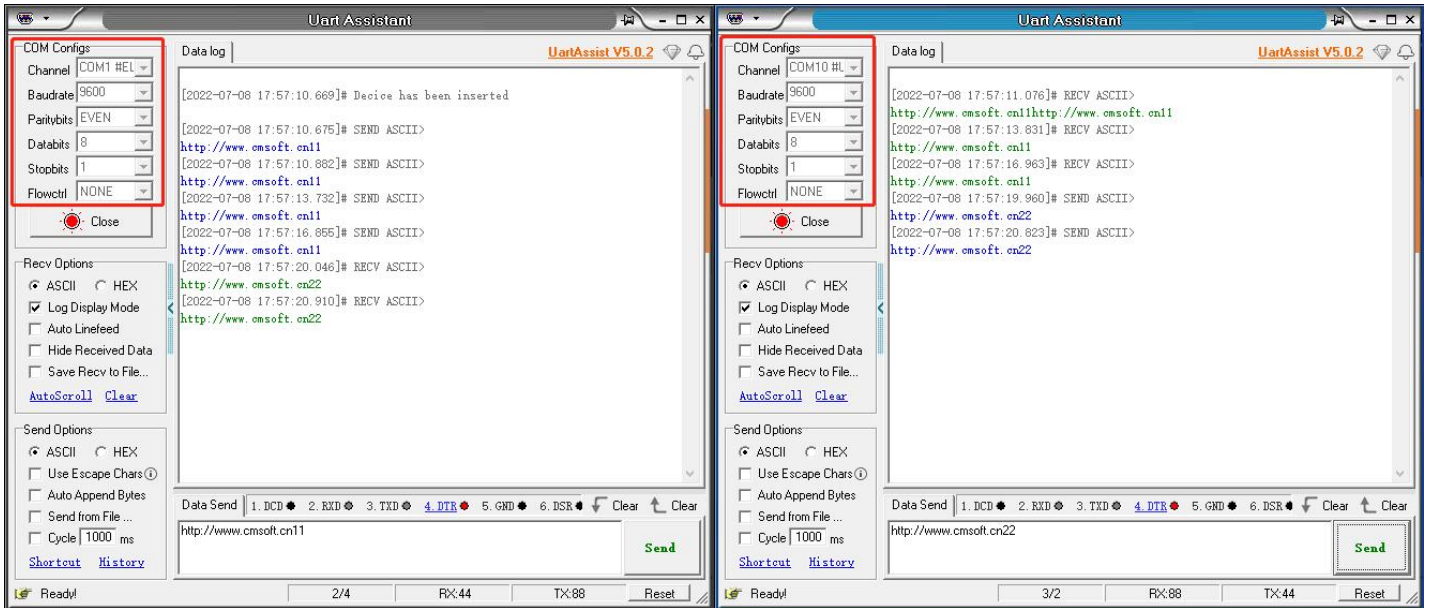 Uart Assistant
COM Configs
Channel COM1 #EL
Baudrate 9600
Paritybits EVEN
Databits 8
Stopbits 1
Flowctrl NONE
Close
Recv Options
ASCII HEX
Log Display Mode
Auto Linefeed
Hide Received Data
Save Recv to File...
AutoScroll Clear
Send Options
ASCII HEX
Use Escape Chars
Auto Append Bytes
Send from File ...
Cycle 1000 ms
Shortcut History
Data log UartAssist V5.0.2
[2022-07-08 17:57:10.669]# Decice has been inserted
[2022-07-08 17:57:10.675]# SEND ASCII>
http://www.cmsoft.cn11
[2022-07-08 17:57:10.882]# SEND ASCII>
http://www.cmsoft.cn11
[2022-07-08 17:57:13.732]# SEND ASCII>
http://www.cmsoft.cn11
[2022-07-08 17:57:16.855]# SEND ASCII>
http://www.cmsoft.cn11
[2022-07-08 17:57:20.046]# RECV ASCII>
http://www.cmsoft.cn22
[2022-07-08 17:57:20.910]# RECV ASCII>
http://www.cmsoft.cn22
Data Send 1. DCD 2. RXD 3. TXD 4. DTR 5. GND 6. DSR Clear Clear
http://www.cmsoft.cn11
Send
Ready! 2/4 RX:44 TX:88 Reset
Uart Assistant
COM Configs
Channel COM10 #U
Baudrate 9600
Paritybits EVEN
Databits 8
Stopbits 1
Flowctrl NONE
Close
Recv Options
ASCII HEX
Log Display Mode
Auto Linefeed
Hide Received Data
Save Recv to File...
AutoScroll Clear
Send Options
ASCII HEX
Use Escape Chars
Auto Append Bytes
Send from File ...
Cycle 1000 ms
Shortcut History
Data log UartAssist V5.0.2
[2022-07-08 17:57:11.076]# RECV ASCII>
http://www.cmsoft.cn11http://www.cmsoft.cn11
[2022-07-08 17:57:13.831]# RECV ASCII>
http://www.cmsoft.cn11
[2022-07-08 17:57:16.963]# RECV ASCII>
http://www.cmsoft.cn11
[2022-07-08 17:57:19.960]# SEND ASCII>
http://www.cmsoft.cn22
[2022-07-08 17:57:20.823]# SEND ASCII>
http://www.cmsoft.cn22
Data Send 1. DCD 2. RXD 3. TXD 4. DTR 5. GND 6. DSR Clear Clear
http://www.cmsoft.cn22
Send
Ready! 3/2 RX:88 TX:44 Reset